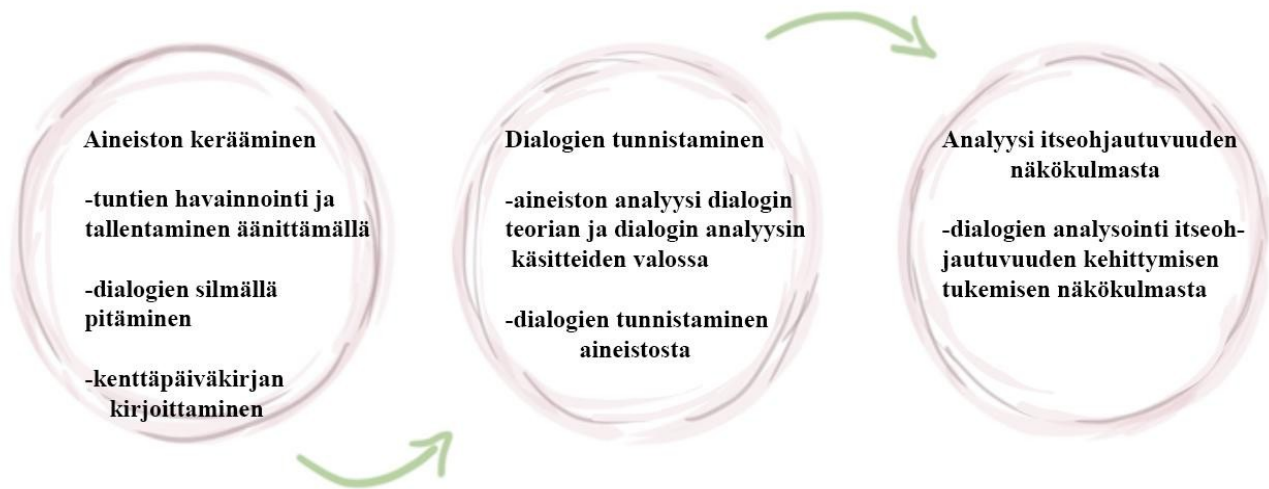 Aineiston kerääminen
-tuntien havainnointi ja
tallentaminen äänittämällä
-dialogien silmällä
pitäminen
-kenttäpäiväkirjan
kirjoittaminen
Dialogien tunnistaminen
-aineiston analyysi dialogin
teorian ja dialogin analyysin
käsitteiden valossa
-dialogien tunnistaminen
aineistosta
Analyysi itseohjautuvuuden
näkökulmasta
-dialogien analysointi itseoh-
jautuvuuden kehittymisen
tukemisen näkökulmasta